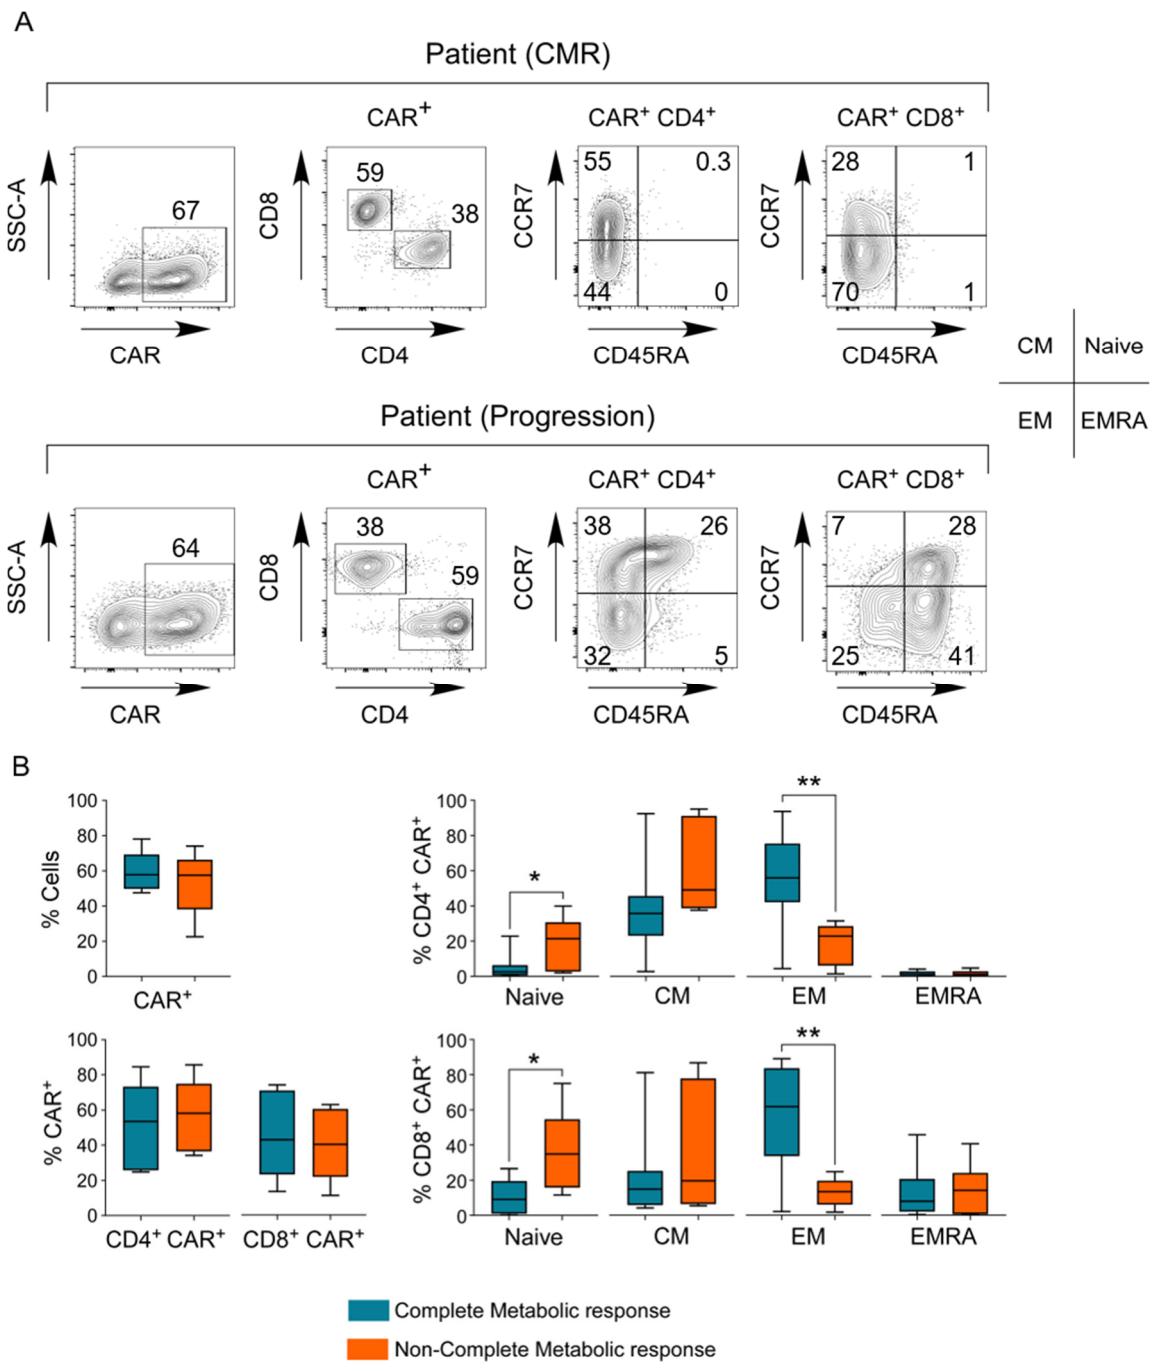 A
Patient (CMR)
CAR+
CAR+ CD4+
CAR+ CD8+
SSC-A
67
CAR
CD8
59
38
CD4
CCR7
55
0.3
44
0
CD45RA
CCR7
28
1
70
1
CD45RA
CM
Naive
EM
EMRA
Patient (Progression)
CAR+
CAR+ CD4+
CAR+ CD8+
SSC-A
64
CAR
CD8
38
59
CD4
CCR7
38
26
32
5
CD45RA
CCR7
7
28
25
41
CD45RA
B
% Cells
100
80
60
40
20
0
CAR+
% CD4+ CAR+
100
80
60
40
20
0
*
**
Naive
CM
EM
EMRA
% CAR+
100
80
60
40
20
0
CD4+ CAR+
CD8+ CAR+
% CD8+ CAR+
100
80
60
40
20
0
*
**
Naive
CM
EM
EMRA
Complete Metabolic response
Non-Complete Metabolic response